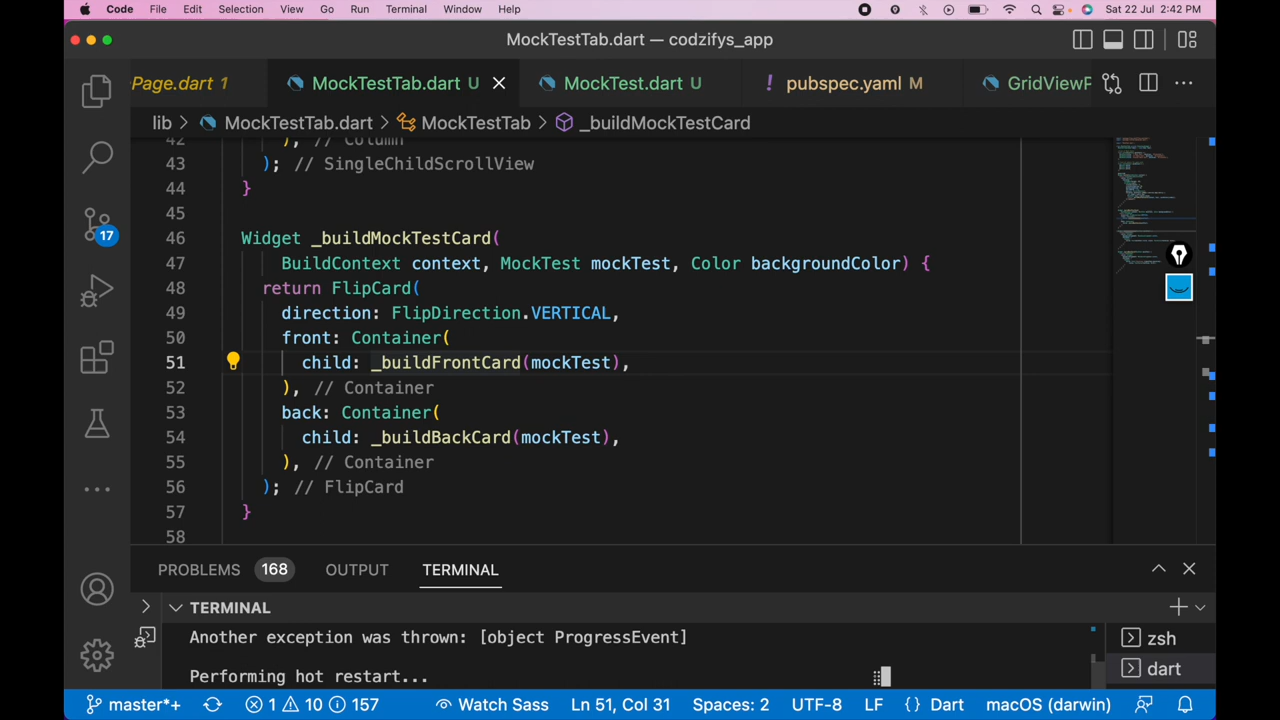 Code File Edit Selection View Go Run Terminal Window Help Sat 22 Jul 2:42 PM
MockTestTab.dart — codzifys_app
Page.dart 1 MockTestTab.dart U MockTest.dart U ! pubspec.yaml M GridViewP
lib > MockTestTab.dart > MockTestTab > _buildMockTestCard
42 ), // Column
43 ); // SingleChildScrollView
44 }
45
46 Widget _buildMockTestCard(
47 BuildContext context, MockTest mockTest, Color backgroundColor) {
48 return FlipCard(
49 direction: FlipDirection.VERTICAL,
50 front: Container(
51 child: _buildFrontCard(mockTest),
52 ), // Container
53 back: Container(
54 child: _buildBackCard(mockTest),
55 ), // Container
56 ); // FlipCard
57 }
58
17
PROBLEMS 168 OUTPUT TERMINAL
TERMINAL
Another exception was thrown: [object ProgressEvent]
Performing hot restart...
zsh
dart
master*+ 1 10 157 Watch Sass Ln 51, Col 31 Spaces: 2 UTF-8 LF {} Dart macOS (darwin)